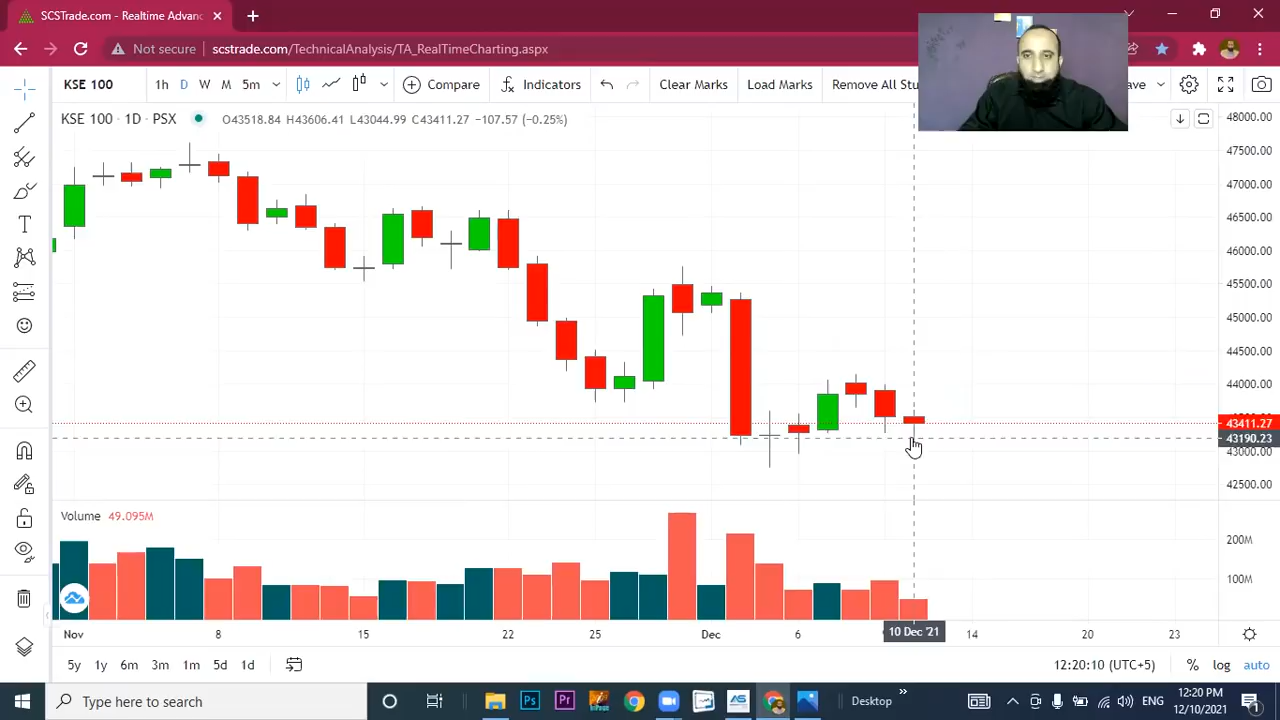 SCSTrade.com - Realtime Advanc
Not secure scstrade.com/TechnicalAnalysis/TA_RealTimeCharting.aspx
KSE 100 1h D W M 5m Compare Indicators Clear Marks Load Marks Remove All Stu ave
KSE 100 · 1D · PSX O43518.84 H43606.41 L43044.99 C43411.27 −107.57 (−0.25%)
48000.00
47500.00
47000.00
46500.00
46000.00
45500.00
45000.00
44500.00
44000.00
43411.27
43190.23
43000.00
42500.00
Volume 49.095M
200M
100M
Nov 8 15 22 25 Dec 6 10 Dec '21 14 20 23
5y 1y 6m 3m 1m 5d 1d 12:20:10 (UTC+5) % log auto
Type here to search Ps Pr AS Desktop ENG 12:20 PM
12/10/2021 1